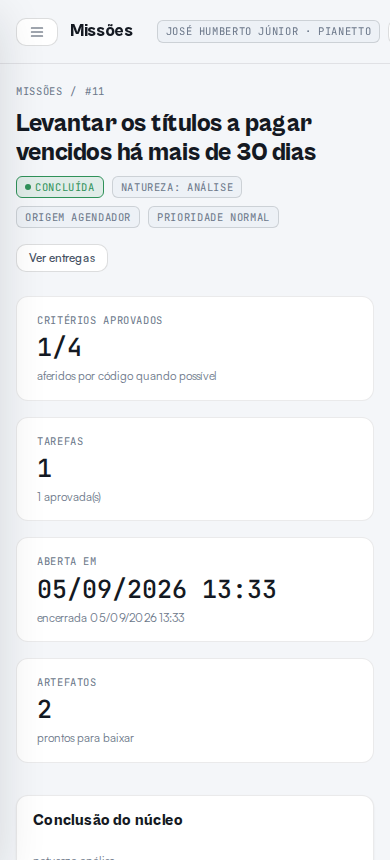 Missões
JOSÉ HUMBERTO JÚNIOR · PIANETTO
MISSÕES / #11
Levantar os títulos a pagar
vencidos há mais de 30 dias
CONCLUÍDA
NATUREZA: ANÁLISE
ORIGEM AGENDADOR
PRIORIDADE NORMAL
Ver entregas
CRITÉRIOS APROVADOS
1/4
aferidos por código quando possível
TAREFAS
1
1 aprovada(s)
ABERTA EM
05/09/2026 13:33
encerrada 05/09/2026 13:33
ARTEFATOS
2
prontos para baixar
Conclusão do núcleo
natureza análise